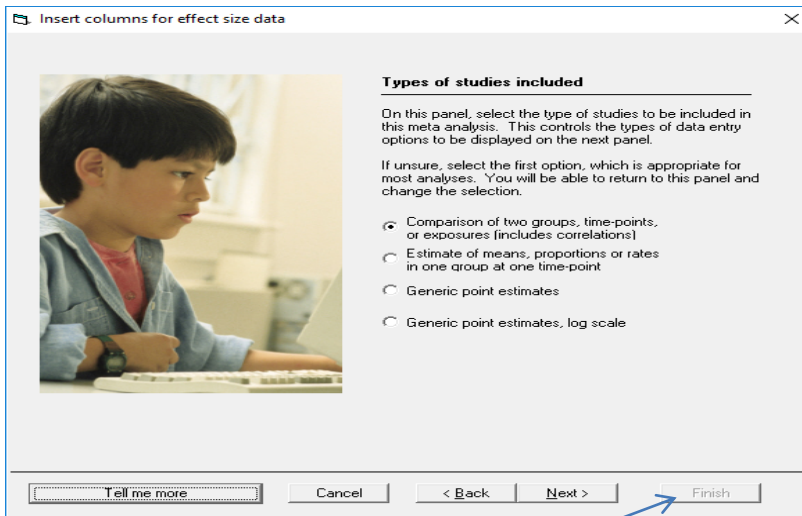 Insert columns for effect size data
Types of studies included
On this panel, select the type of studies to be included in
this meta analysis. This controls the types of data entry
options to be displayed on the next panel.
If unsure, select the first option, which is appropriate for
most analyses. You will be able to return to this panel and
change the selection.
Comparison of two groups, time-points,
or exposures (includes correlations)
Estimate of means, proportions or rates
in one group at one time-point
Generic point estimates
Generic point estimates, log scale
Tell me more
Cancel
< Back
Next >
Finish